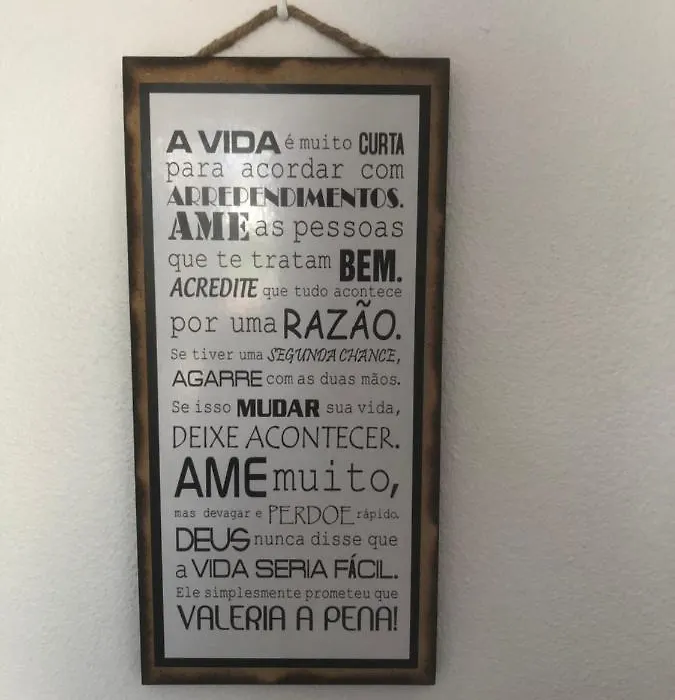 A VIDA é muito CURTA
para acordar com
ARREPENDIMENTOS.
AME as pessoas
que te tratam BEM.
ACREDITE que tudo acontece
por uma RAZÃO.
Se tiver uma SEGUNDA CHANCE,
AGARRE com as duas mãos.
Se isso MUDAR sua vida,
DEIXE ACONTECER.
AME muito,
mas devagar e PERDOE rápido.
DEUS nunca disse que
a VIDA SERIA FÁCIL.
Ele simplesmente prometeu que
VALERIA A PENA!